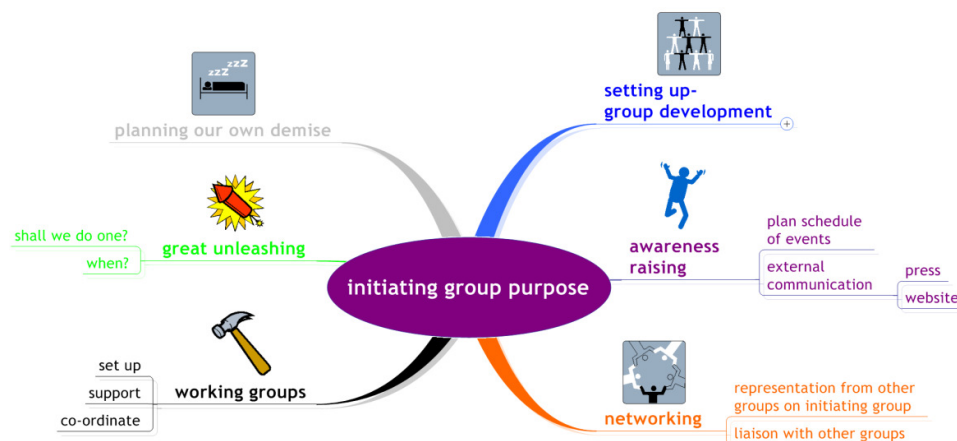 zzZ
zzZ
planning our own demise
setting up-
group development
+
shall we do one?
when?
great unleashing
awareness
raising
plan schedule
of events
external
communication
press
website
initiating group purpose
set up
support
co-ordinate
working groups
networking
representation from other
groups on initiating group
liaison with other groups